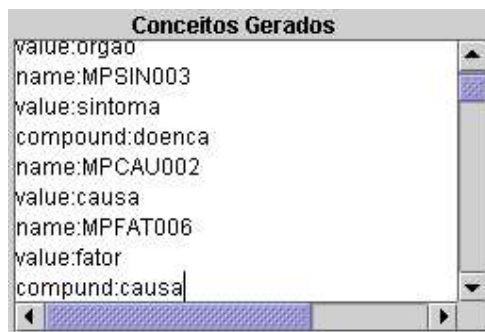 Conceitos Gerados
value:orgao
name:MPSIN003
value:sintoma
compound:doenca
name:MPCAU002
value:causa
name:MPFAT006
value:fator
compund:causa